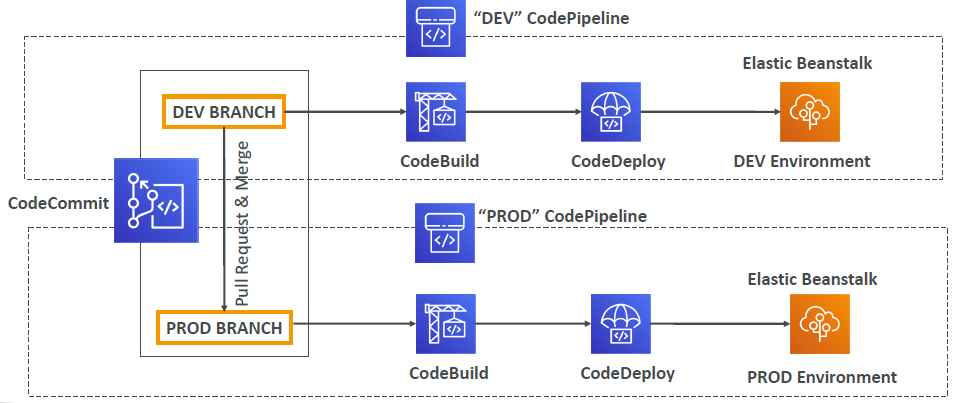 “DEV” CodePipeline
Elastic Beanstalk
DEV BRANCH
CodeBuild
CodeDeploy
DEV Environment
CodeCommit
Pull Request & Merge
“PROD” CodePipeline
Elastic Beanstalk
PROD BRANCH
CodeBuild
CodeDeploy
PROD Environment